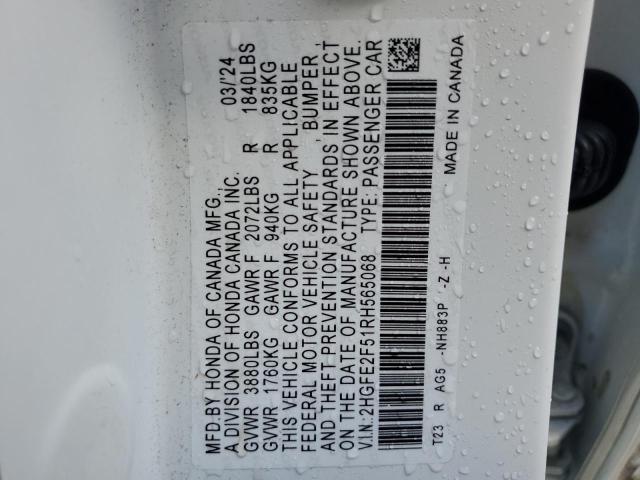 MFD.BY HONDA OF CANADA MFG., 03/'24
A DIVISION OF HONDA CANADA INC.
GVWR 3880LBS GAWR F 2072LBS R 1840LBS
GVWR 1760KG GAWR F 940KG R 835KG
THIS VEHICLE CONFORMS TO ALL APPLICABLE
FEDERAL MOTOR VEHICLE SAFETY , BUMPER ,
AND THEFT PREVENTION STANDARDS IN EFFECT
ON THE DATE OF MANUFACTURE SHOWN ABOVE.
V.I.N.: 2HGFE2F51RH565068 TYPE: PASSENGER CAR
T23 R AG5 -NH883P -Z -H MADE IN CANADA